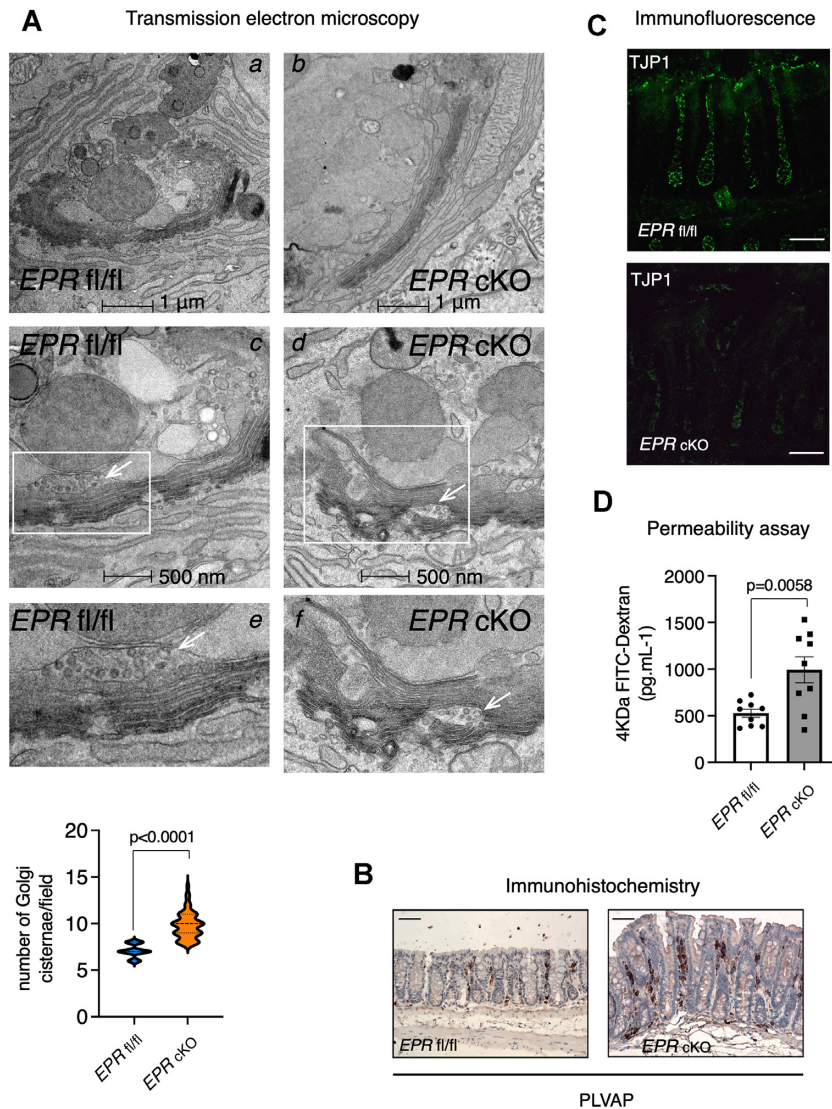 A
Transmission electron microscopy
a
EPR fl/fl
1 µm
b
EPR cKO
1 µm
EPR fl/fl
c
500 nm
d
EPR cKO
500 nm
EPR fl/fl
e
f
EPR cKO
20
15
10
5
0
number of Golgi
cisternae/field
p<0.0001
EPR fl/fl
EPR cKO
C
Immunofluorescence
TJP1
EPR fl/fl
TJP1
EPR cKO
D
Permeability assay
2000
1500
1000
500
0
4KDa FITC-Dextran
(pg.mL-1)
p=0.0058
EPR fl/fl
EPR cKO
B
Immunohistochemistry
EPR fl/fl
EPR cKO
PLVAP